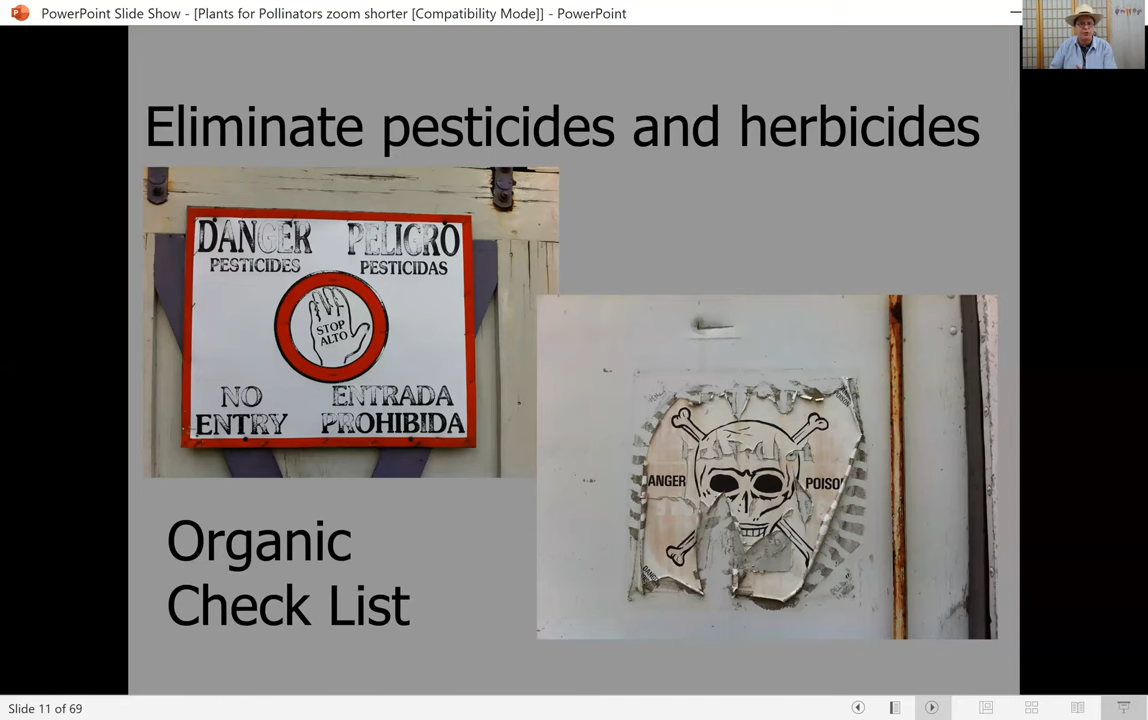 PowerPoint Slide Show - [Plants for Pollinators zoom shorter [Compatibility Mode]] - PowerPoint
Eliminate pesticides and herbicides
DANGER PELIGRO
PESTICIDES PESTICIDAS
STOP
ALTO
NO ENTRADA
ENTRY PROHIBIDA
ANGER POISON
Organic
Check List
Slide 11 of 69